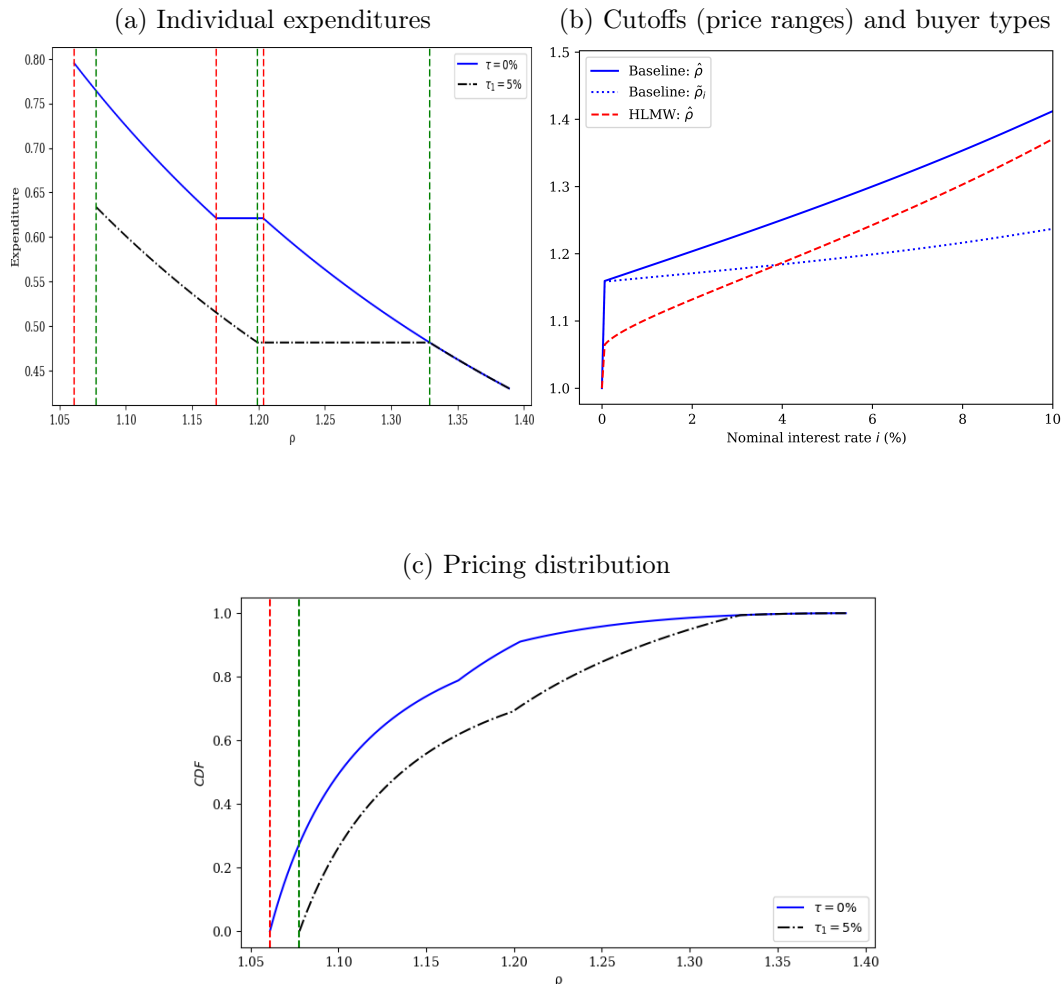 (a) Individual expenditures
0.80
0.75
0.70
0.65
0.60
0.55
0.50
0.45
Expenditure
τ = 0%
τ₁ = 5%
1.05 1.10 1.15 1.20 1.25 1.30 1.35 1.40
ρ
(b) Cutoffs (price ranges) and buyer types
1.5
1.4
1.3
1.2
1.1
1.0
Baseline: ρ̂
Baseline: ρ̃ᵢ
HLMW: ρ̂
0 2 4 6 8 10
Nominal interest rate i (%)
(c) Pricing distribution
1.0
0.8
0.6
0.4
0.2
0.0
CDF
τ = 0%
τ₁ = 5%
1.05 1.10 1.15 1.20 1.25 1.30 1.35 1.40
ρ